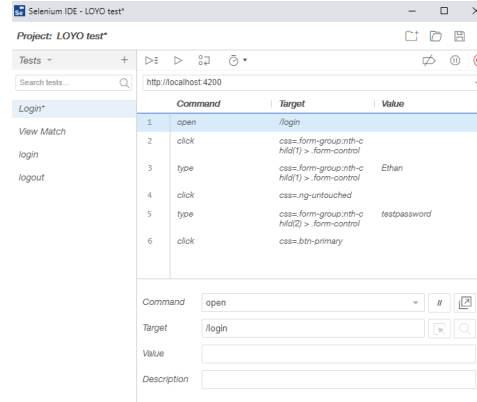 Se Selenium IDE - LOYO test*
Project: LOYO test*
Tests
Search tests...
Login*
View Match
login
logout
http://localhost:4200
Command Target Value
1 open /login
2 click css=.form-group:nth-c
hild(1) > .form-control
3 type css=.form-group:nth-c Ethan
hild(1) > .form-control
4 click css=.ng-untouched
5 type css=.form-group:nth-c testpassword
hild(2) > .form-control
6 click css=.btn-primary
Command open //
Target /login
Value
Description